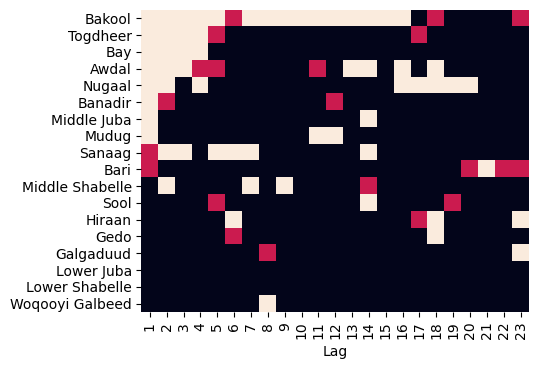 Bakool
Togdheer
Bay
Awdal
Nugaal
Banadir
Middle Juba
Mudug
Sanaag
Bari
Middle Shabelle
Sool
Hiraan
Gedo
Galgaduud
Lower Juba
Lower Shabelle
Woqooyi Galbeed
1 2 3 4 5 6 7 8 9 10 11 12 13 14 15 16 17 18 19 20 21 22 23
Lag